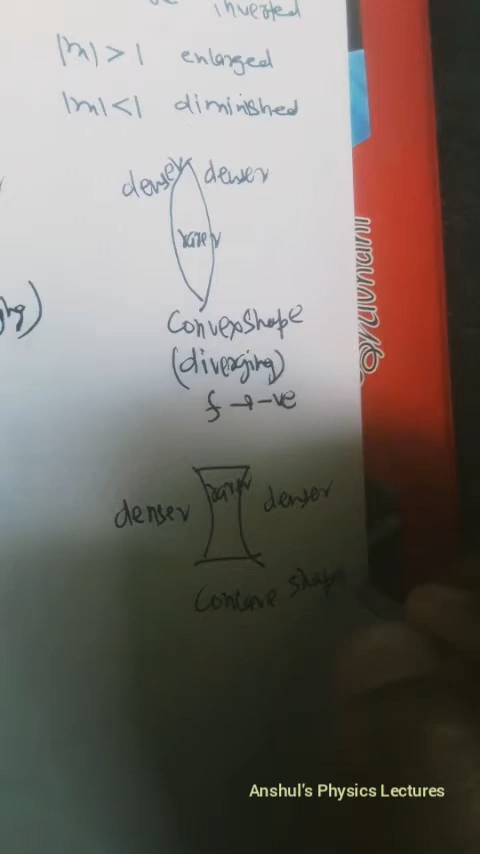 inverted
|m| > 1 enlarged
|m| < 1 diminished
denser denser
rarer
Convex shape
(diverging)
f → -ve
rarer
denser denser
Concave shape
Anshul's Physics Lectures